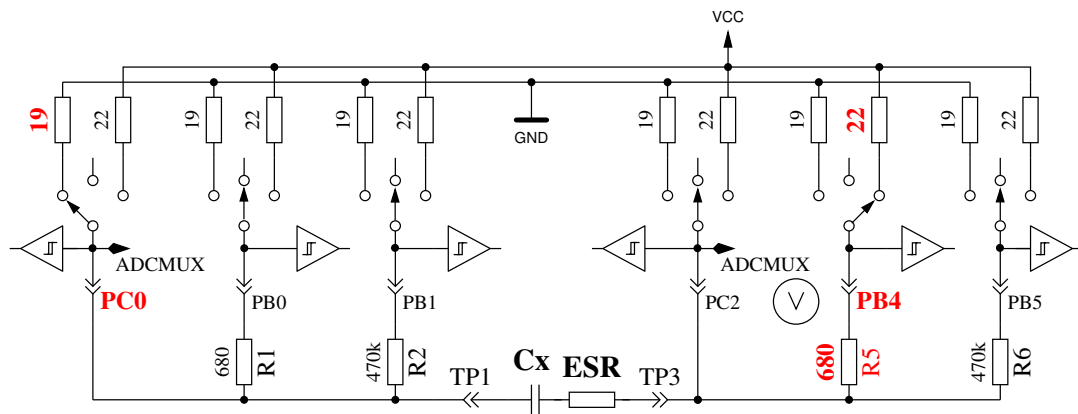 VCC
19
22
19
22
19
22
GND
19
22
19
22
19
22
ADCMUX
ADCMUX
PC0
PB0
PB1
PC2
V
PB4
PB5
680
R1
470k
R2
TP1
Cx
ESR
TP3
680
R5
470k
R6